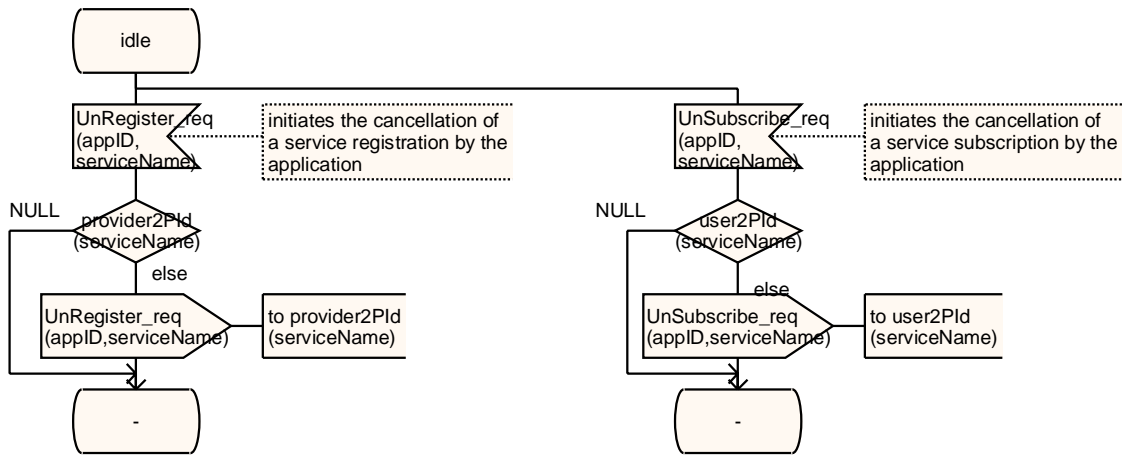 idle
UnRegister_req
(appID,
serviceName)
initiates the cancellation of
a service registration by the
application
NULL
provider2PId
(serviceName)
else
UnRegister_req
(appID,serviceName)
to provider2PId
(serviceName)
-
UnSubscribe_req
(appID,
serviceName)
initiates the cancellation of
a service subscription by the
application
NULL
user2PId
(serviceName)
else
UnSubscribe_req
(appID,serviceName)
to user2PId
(serviceName)
-